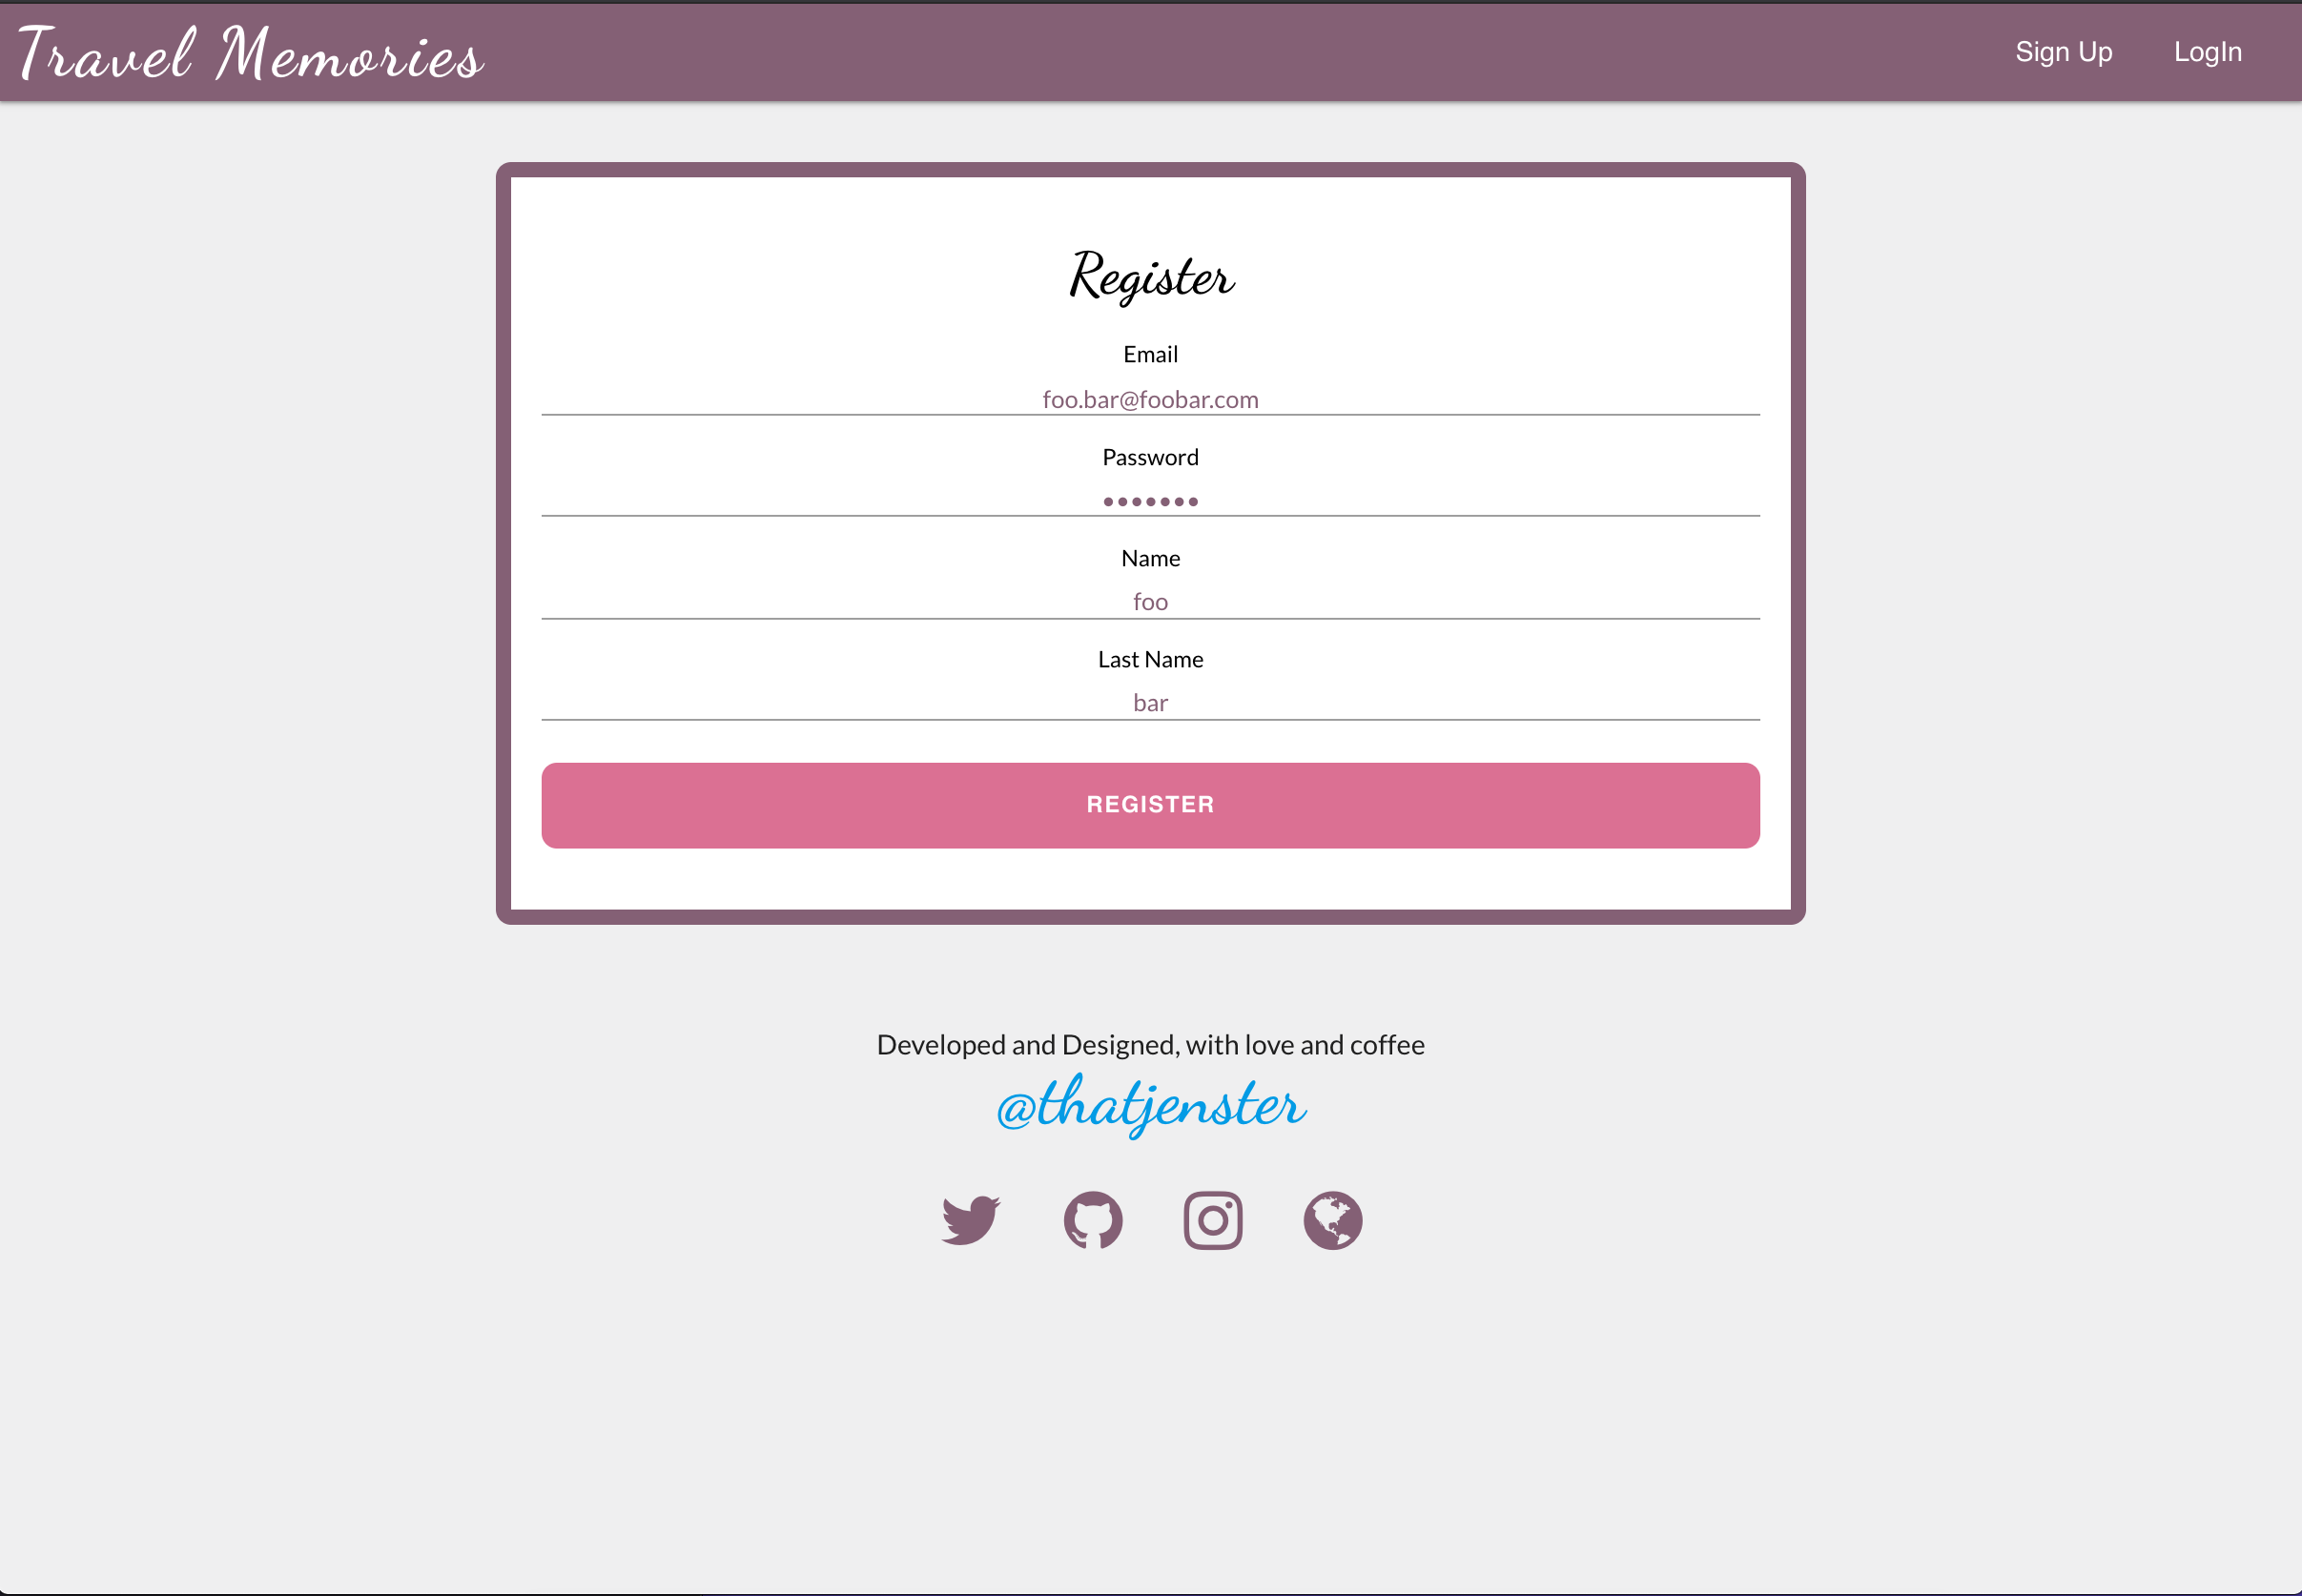 Travel Memories
Sign Up LogIn
Register
Email
foo.bar@foobar.com
Password
•••••••
Name
foo
Last Name
bar
REGISTER
Developed and Designed, with love and coffee
@thatjenster